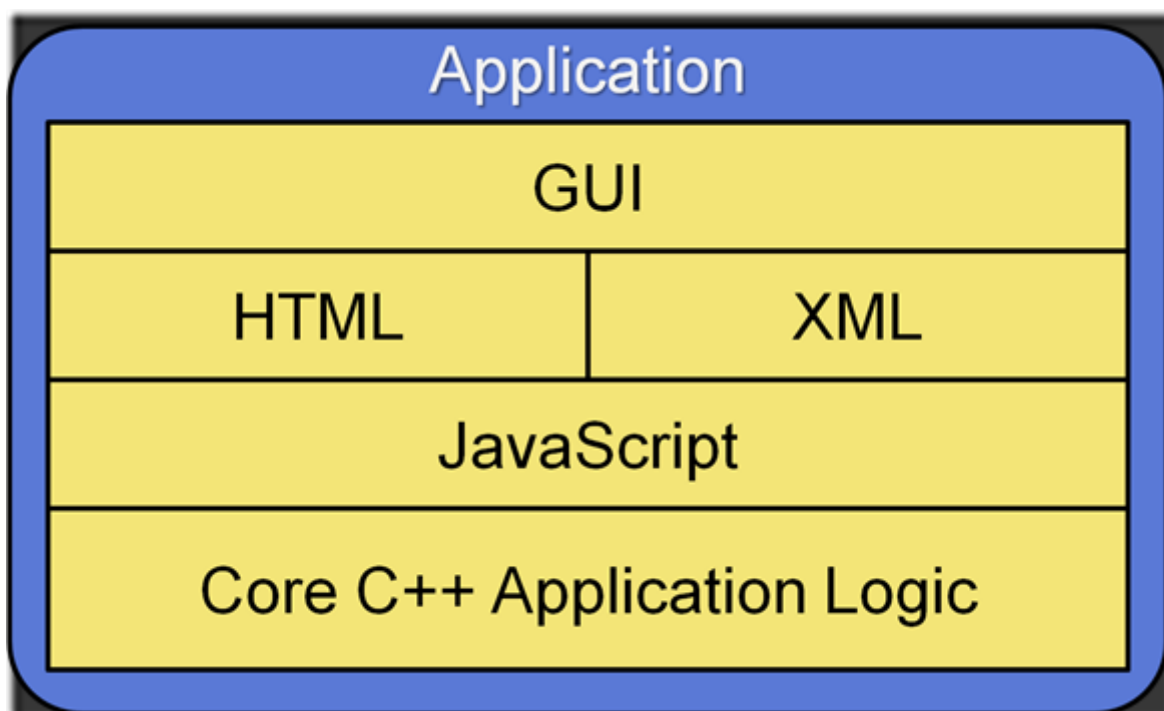 Application
GUI
HTML XML
JavaScript
Core C++ Application Logic